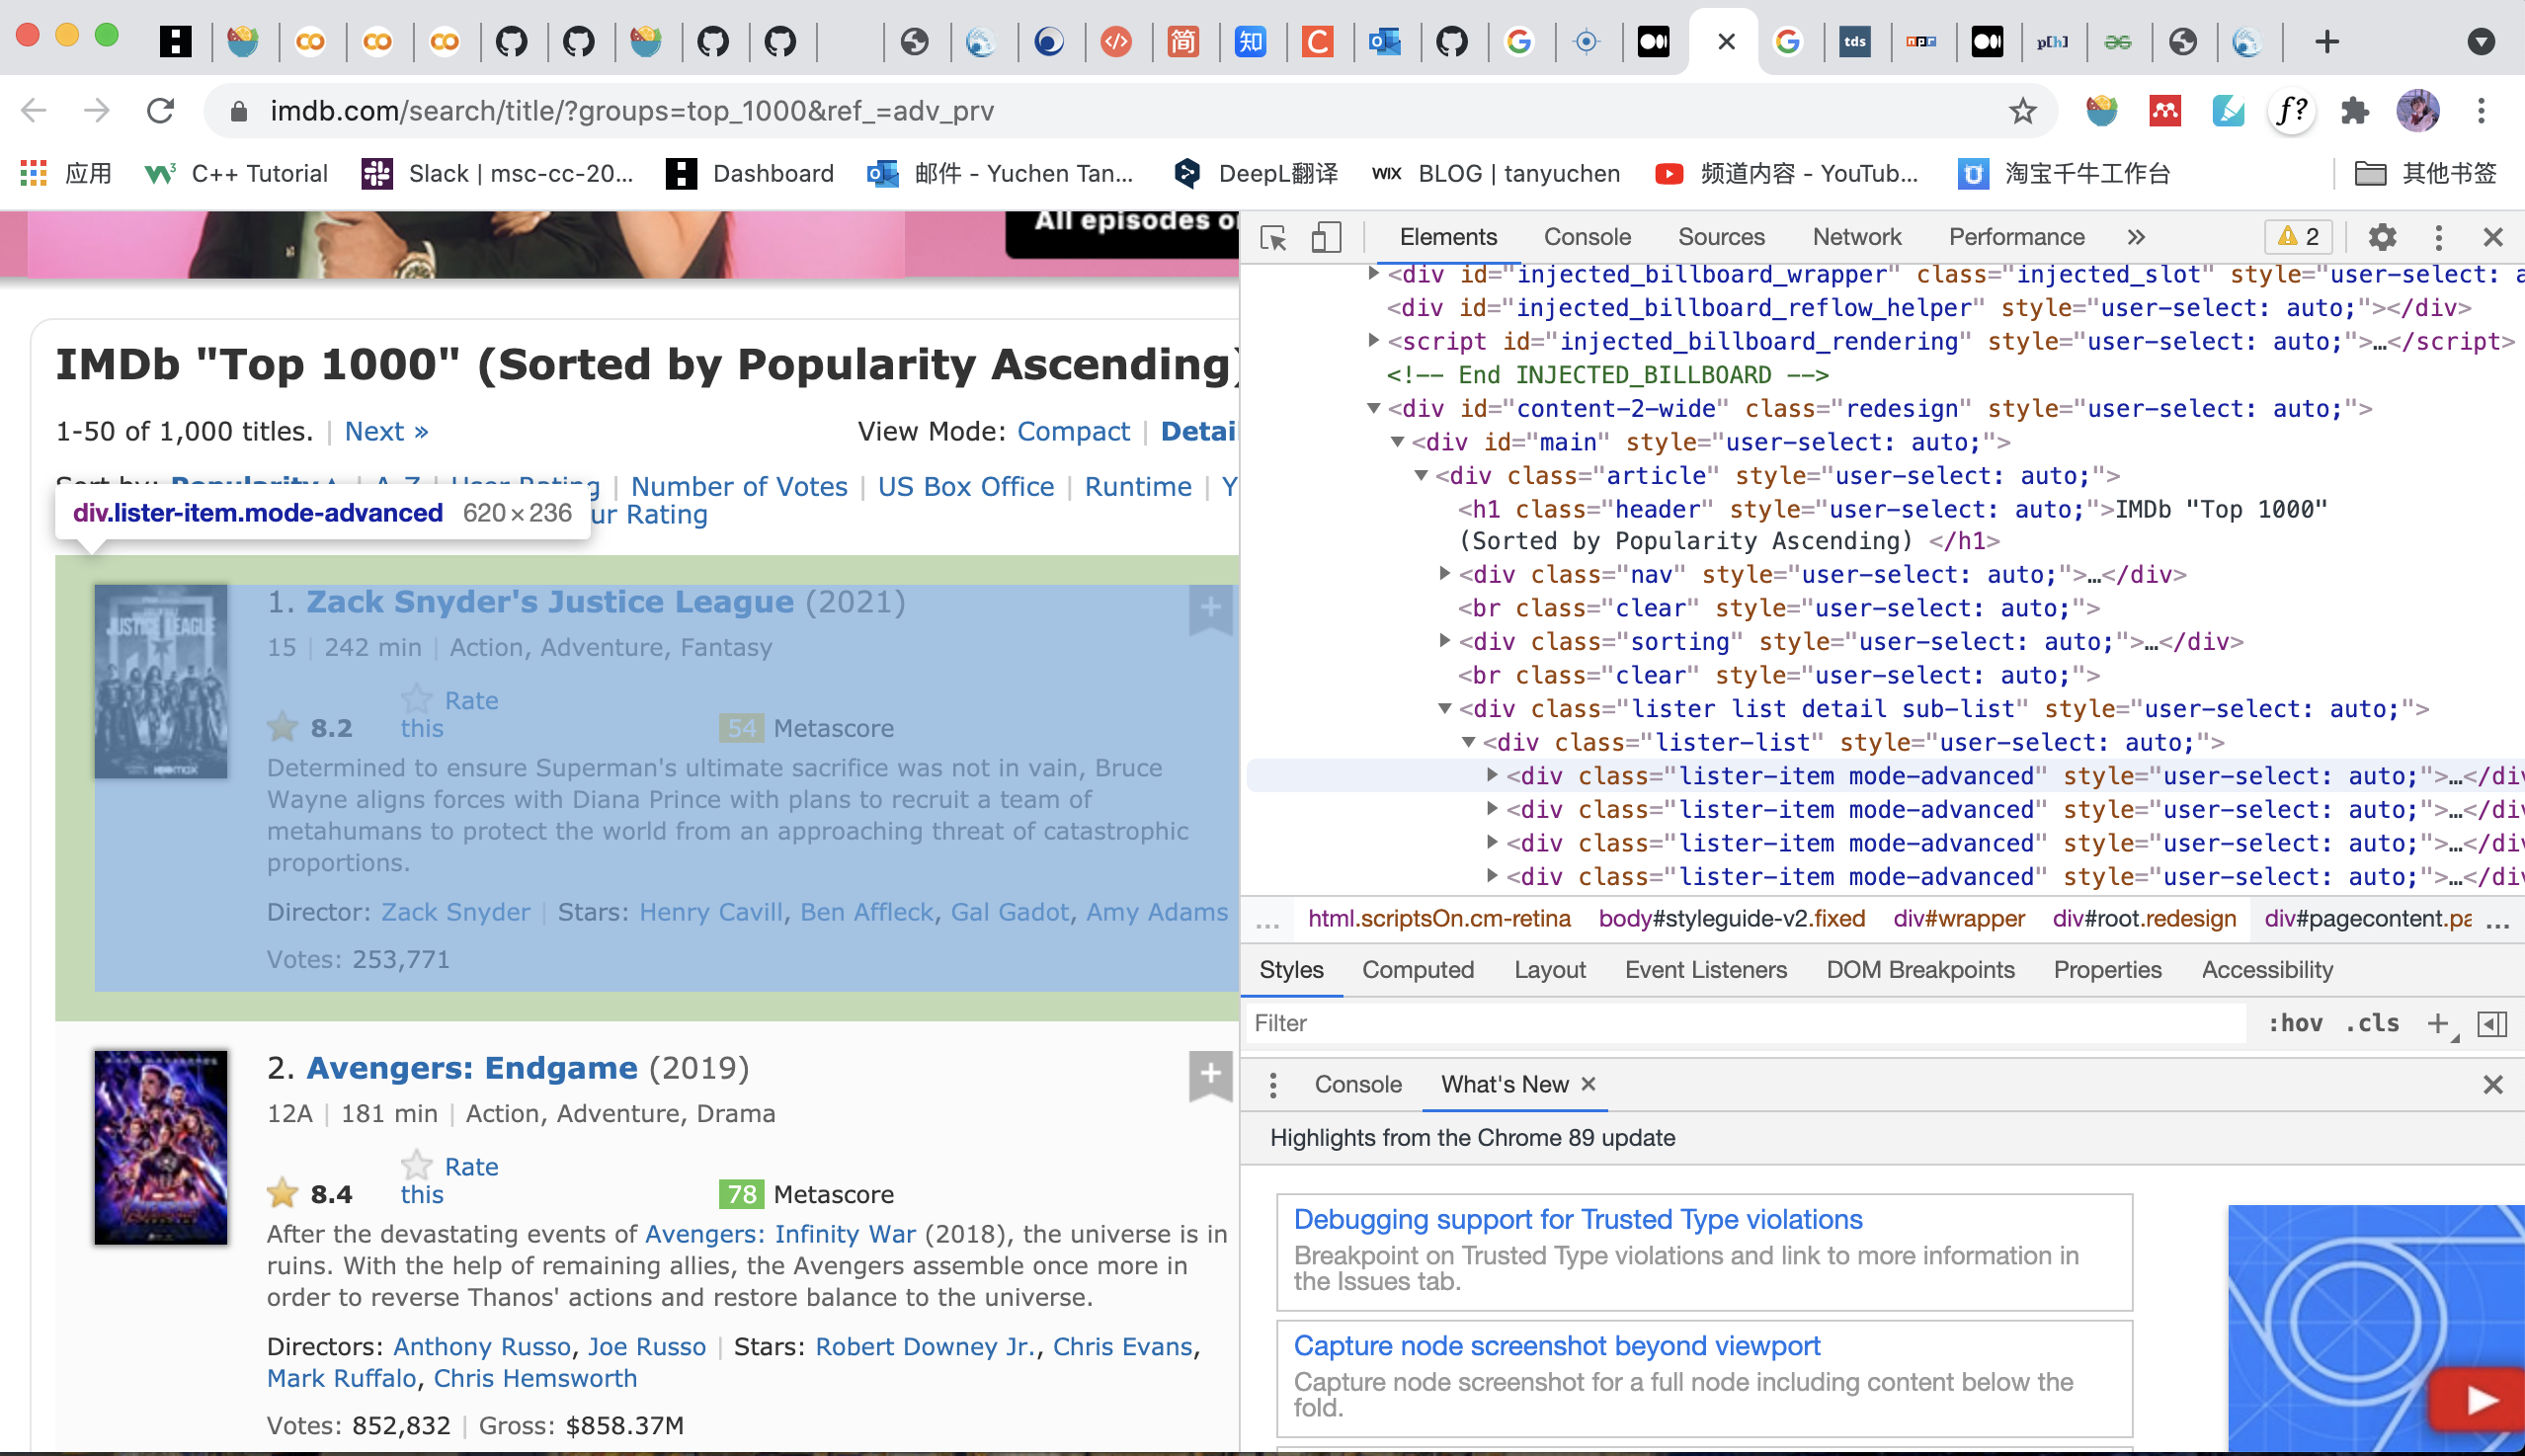 简 知 C tds npr p[h]
imdb.com/search/title/?groups=top_1000&ref_=adv_prv
f?
应用 C++ Tutorial Slack | msc-cc-20... Dashboard 邮件 - Yuchen Tan... DeepL翻译 WIX BLOG | tanyuchen 频道内容 - YouTub... 淘宝千牛工作台 其他书签
All episodes o
IMDb "Top 1000" (Sorted by Popularity Ascending)
1-50 of 1,000 titles. | Next »
View Mode: Compact | Detai
Sort by: Popularity▲ | A-Z | User Rating | Number of Votes | US Box Office | Runtime | Y
ur Rating
div.lister-item.mode-advanced 620 × 236
1. Zack Snyder's Justice League (2021)
15 | 242 min | Action, Adventure, Fantasy
JUSTICE LEAGUE
8.2 Rate this 54 Metascore
Determined to ensure Superman's ultimate sacrifice was not in vain, Bruce
Wayne aligns forces with Diana Prince with plans to recruit a team of
metahumans to protect the world from an approaching threat of catastrophic
proportions.
Director: Zack Snyder | Stars: Henry Cavill, Ben Affleck, Gal Gadot, Amy Adams
Votes: 253,771
2. Avengers: Endgame (2019)
12A | 181 min | Action, Adventure, Drama
8.4 Rate this 78 Metascore
After the devastating events of Avengers: Infinity War (2018), the universe is in
ruins. With the help of remaining allies, the Avengers assemble once more in
order to reverse Thanos' actions and restore balance to the universe.
Directors: Anthony Russo, Joe Russo | Stars: Robert Downey Jr., Chris Evans,
Mark Ruffalo, Chris Hemsworth
Votes: 852,832 | Gross: $858.37M
Elements Console Sources Network Performance » 2
<div id="injected_billboard_wrapper" class="injected_slot" style="user-select: a
<div id="injected_billboard_reflow_helper" style="user-select: auto;"></div>
<script id="injected_billboard_rendering" style="user-select: auto;">…</script>
<!-- End INJECTED_BILLBOARD -->
<div id="content-2-wide" class="redesign" style="user-select: auto;">
<div id="main" style="user-select: auto;">
<div class="article" style="user-select: auto;">
<h1 class="header" style="user-select: auto;">IMDb "Top 1000"
(Sorted by Popularity Ascending) </h1>
<div class="nav" style="user-select: auto;">…</div>
<br class="clear" style="user-select: auto;">
<div class="sorting" style="user-select: auto;">…</div>
<br class="clear" style="user-select: auto;">
<div class="lister list detail sub-list" style="user-select: auto;">
<div class="lister-list" style="user-select: auto;">
<div class="lister-item mode-advanced" style="user-select: auto;">…</div
<div class="lister-item mode-advanced" style="user-select: auto;">…</div
<div class="lister-item mode-advanced" style="user-select: auto;">…</div
<div class="lister-item mode-advanced" style="user-select: auto;">…</div
... html.scriptsOn.cm-retina body#styleguide-v2.fixed div#wrapper div#root.redesign div#pagecontent.pa ...
Styles Computed Layout Event Listeners DOM Breakpoints Properties Accessibility
Filter :hov .cls +
Console What's New ×
Highlights from the Chrome 89 update
Debugging support for Trusted Type violations
Breakpoint on Trusted Type violations and link to more information in
the Issues tab.
Capture node screenshot beyond viewport
Capture node screenshot for a full node including content below the
fold.